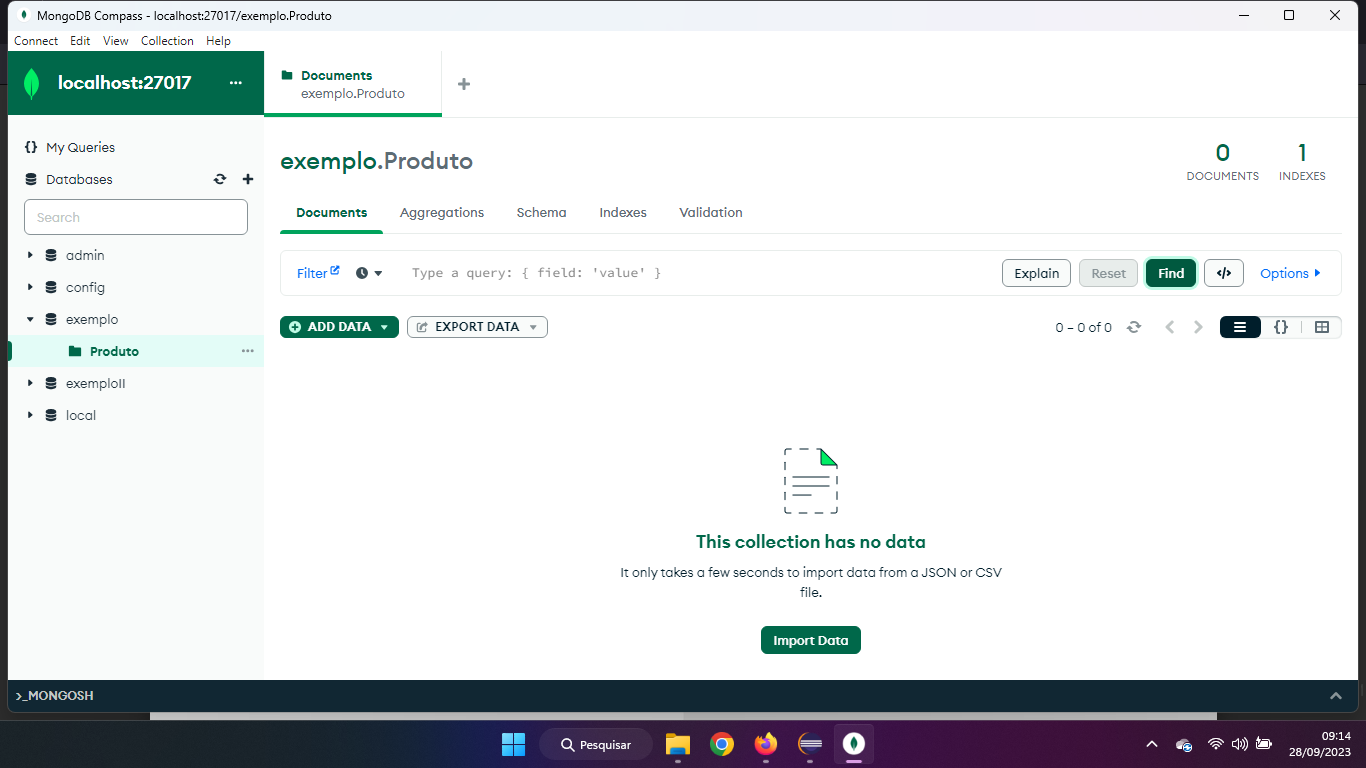 MongoDB Compass - localhost:27017/exemplo.Produto
Connect Edit View Collection Help
localhost:27017
Documents
exemplo.Produto
My Queries
Databases
Search
admin
config
exemplo
Produto
exemploII
local
exemplo.Produto
0
DOCUMENTS
1
INDEXES
Documents Aggregations Schema Indexes Validation
Filter
Type a query: { field: 'value' }
Explain Reset Find </> Options
ADD DATA EXPORT DATA
0 – 0 of 0
{}
This collection has no data
It only takes a few seconds to import data from a JSON or CSV
file.
Import Data
>_MONGOSH
Pesquisar
09:14
28/09/2023